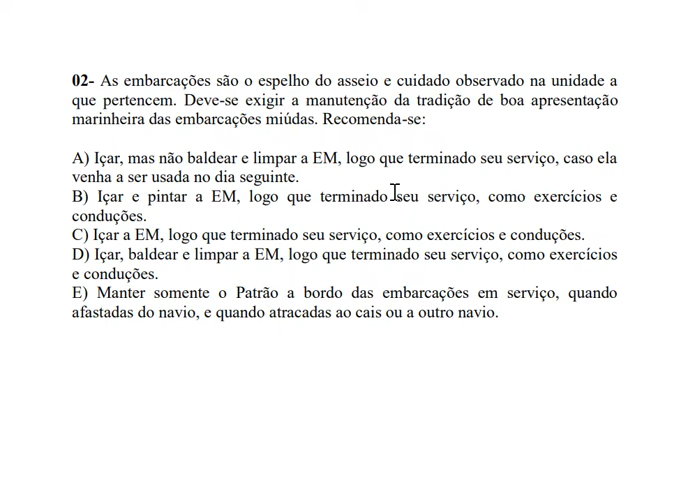 02- As embarcações são o espelho do asseio e cuidado observado na unidade a
que pertencem. Deve-se exigir a manutenção da tradição de boa apresentação
marinheira das embarcações miúdas. Recomenda-se:
A) Içar, mas não baldear e limpar a EM, logo que terminado seu serviço, caso ela
venha a ser usada no dia seguinte.
B) Içar e pintar a EM, logo que terminado seu serviço, como exercícios e
conduções.
C) Içar a EM, logo que terminado seu serviço, como exercícios e conduções.
D) Içar, baldear e limpar a EM, logo que terminado seu serviço, como exercícios
e conduções.
E) Manter somente o Patrão a bordo das embarcações em serviço, quando
afastadas do navio, e quando atracadas ao cais ou a outro navio.